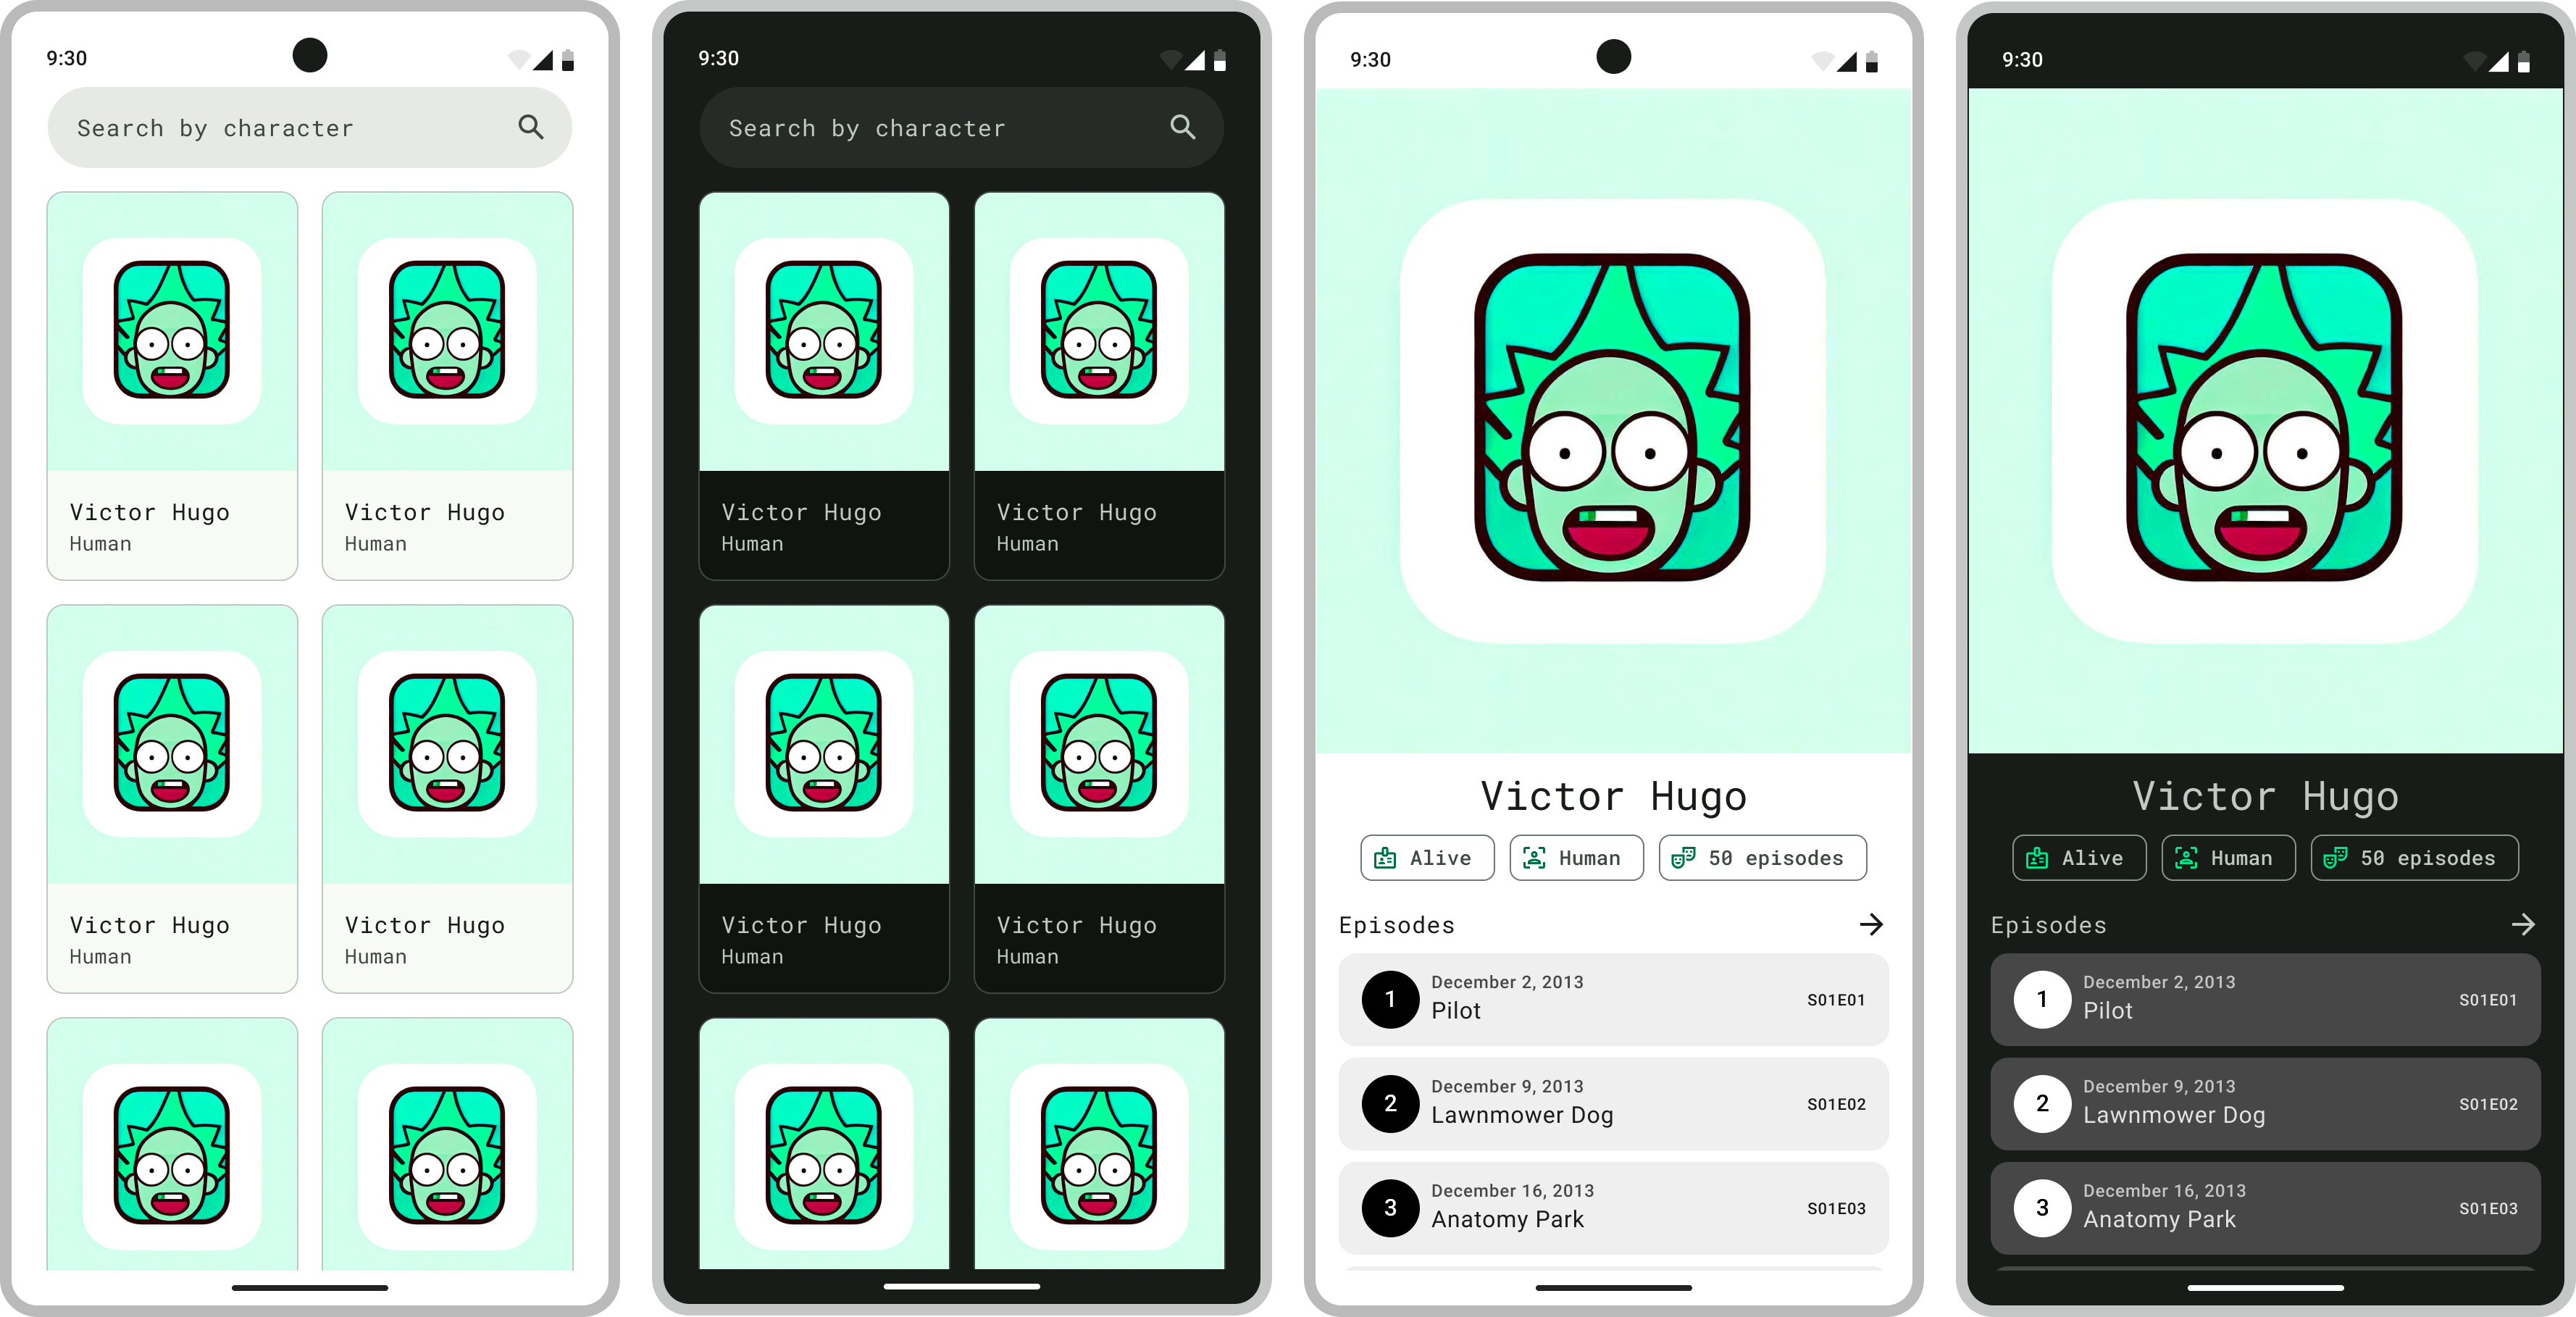 9:30
Search by character
Victor Hugo
Human
Victor Hugo
Human
Victor Hugo
Human
Victor Hugo
Human
9:30
Search by character
Victor Hugo
Human
Victor Hugo
Human
Victor Hugo
Human
Victor Hugo
Human
9:30
Victor Hugo
Alive
Human
50 episodes
Episodes
1
December 2, 2013
Pilot
S01E01
2
December 9, 2013
Lawnmower Dog
S01E02
3
December 16, 2013
Anatomy Park
S01E03
9:30
Victor Hugo
Alive
Human
50 episodes
Episodes
1
December 2, 2013
Pilot
S01E01
2
December 9, 2013
Lawnmower Dog
S01E02
3
December 16, 2013
Anatomy Park
S01E03